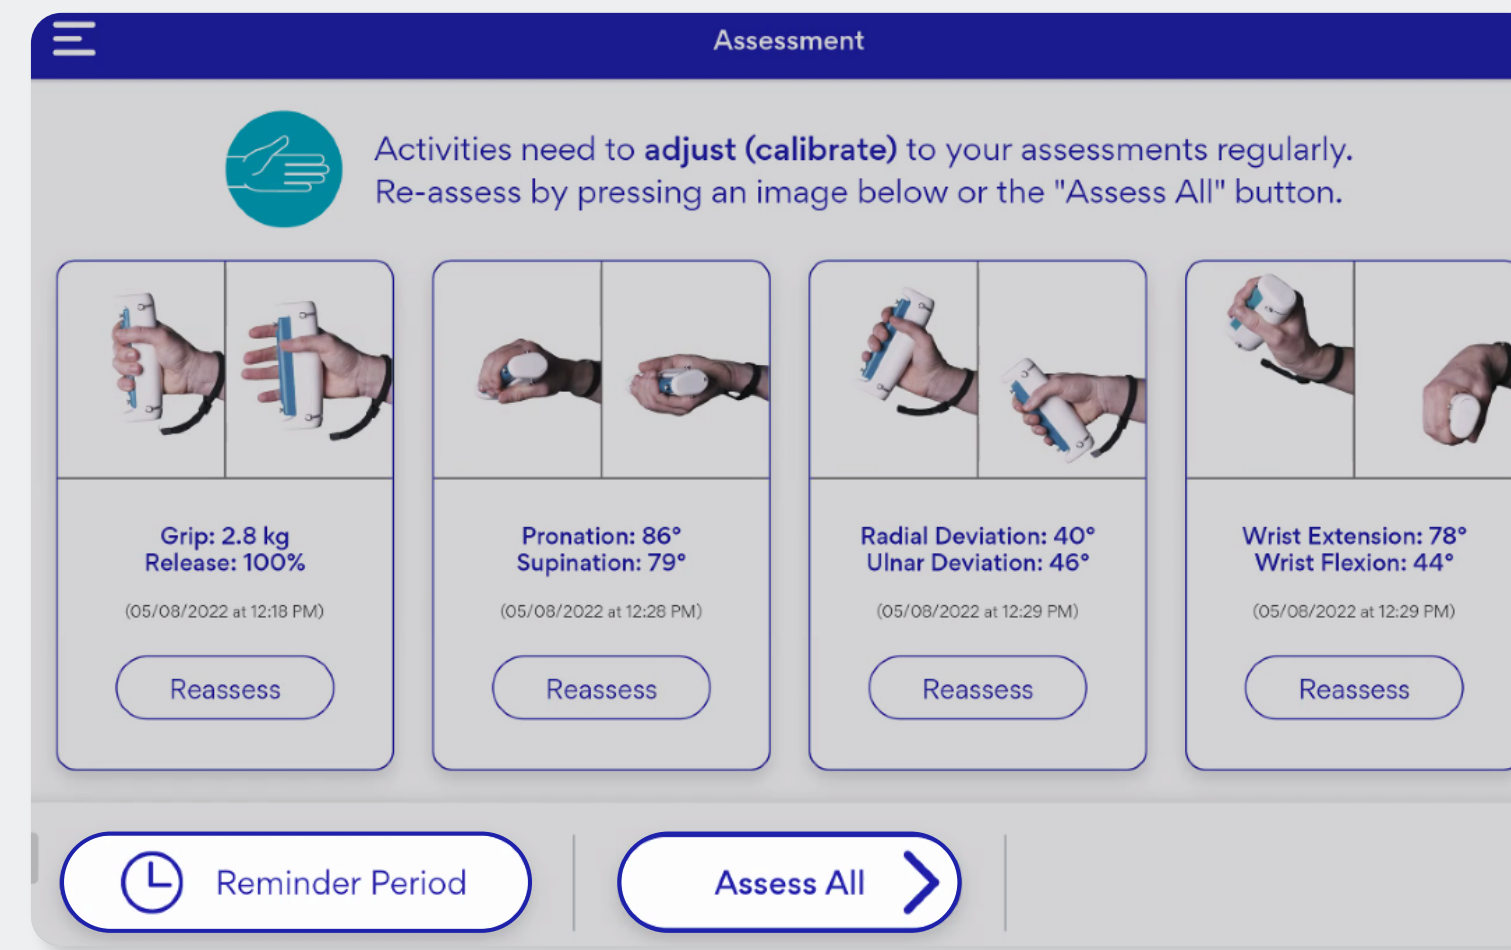 Assessment
Activities need to adjust (calibrate) to your assessments regularly.
Re-assess by pressing an image below or the "Assess All" button.
Grip: 2.8 kg
Release: 100%
(05/08/2022 at 12:18 PM)
Reassess
Pronation: 86°
Supination: 79°
(05/08/2022 at 12:28 PM)
Reassess
Radial Deviation: 40°
Ulnar Deviation: 46°
(05/08/2022 at 12:29 PM)
Reassess
Wrist Extension: 78°
Wrist Flexion: 44°
(05/08/2022 at 12:29 PM)
Reassess
Reminder Period
Assess All